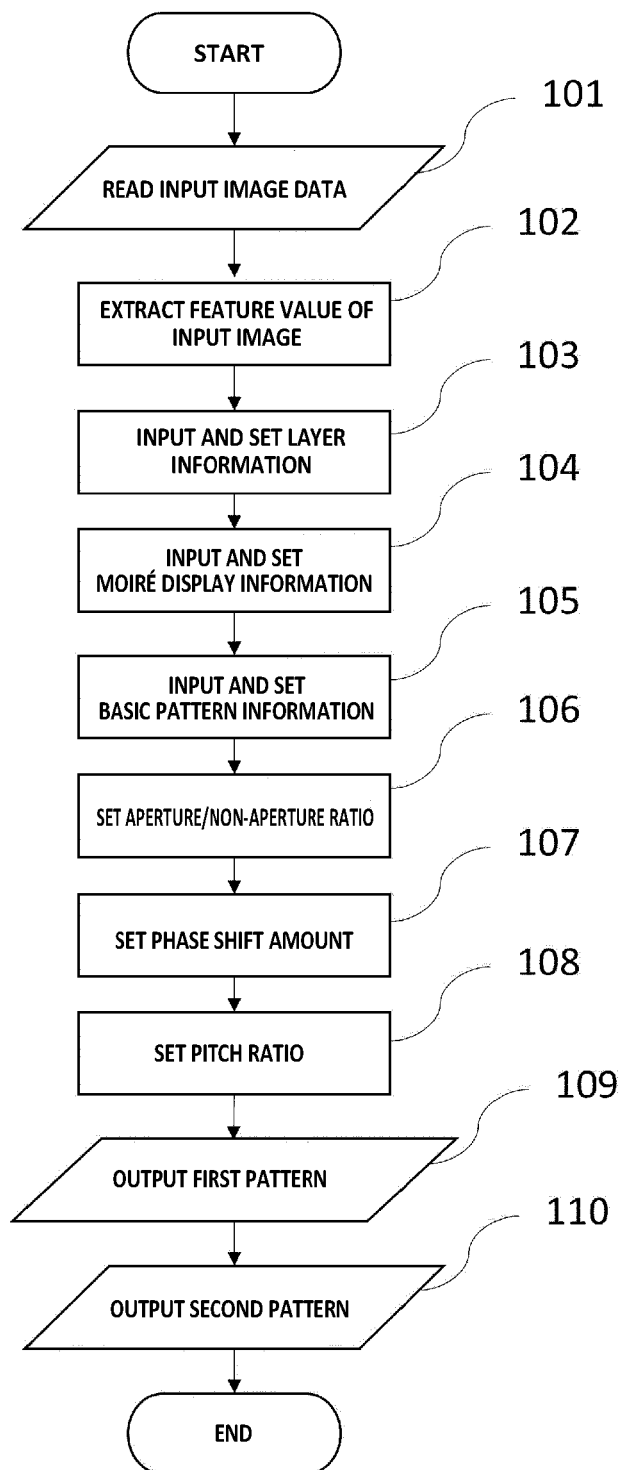 START
101
READ INPUT IMAGE DATA
102
EXTRACT FEATURE VALUE OF
INPUT IMAGE
103
INPUT AND SET LAYER
INFORMATION
104
INPUT AND SET
MOIRÉ DISPLAY INFORMATION
105
INPUT AND SET
BASIC PATTERN INFORMATION
106
SET APERTURE/NON-APERTURE RATIO
107
SET PHASE SHIFT AMOUNT
108
SET PITCH RATIO
109
OUTPUT FIRST PATTERN
110
OUTPUT SECOND PATTERN
END